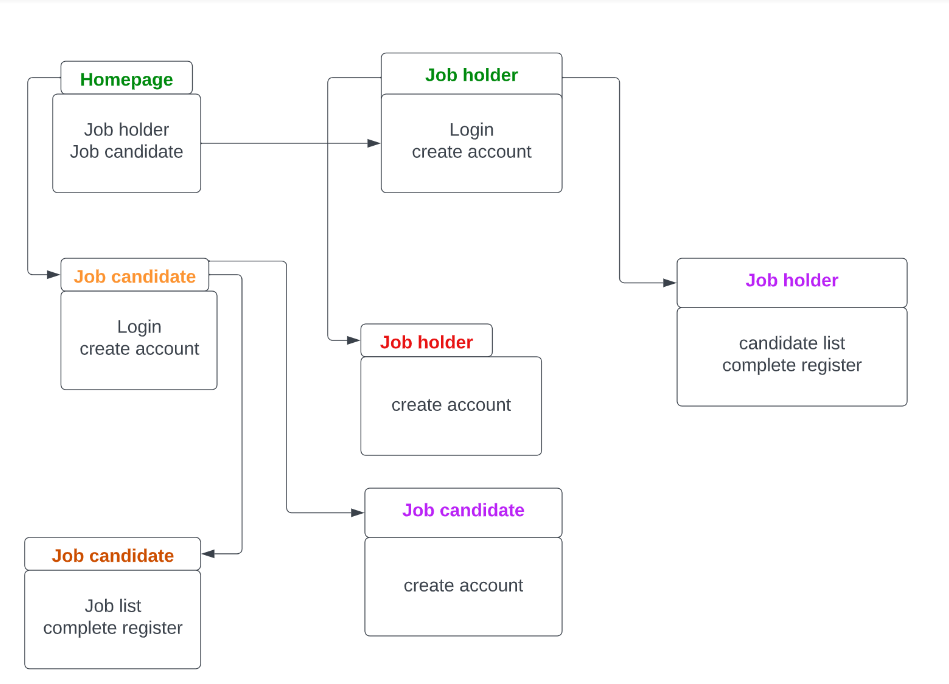 Homepage
Job holder
Job candidate
Job holder
Login
create account
Job candidate
Login
create account
Job holder
candidate list
complete register
Job holder
create account
Job candidate
create account
Job candidate
Job list
complete register